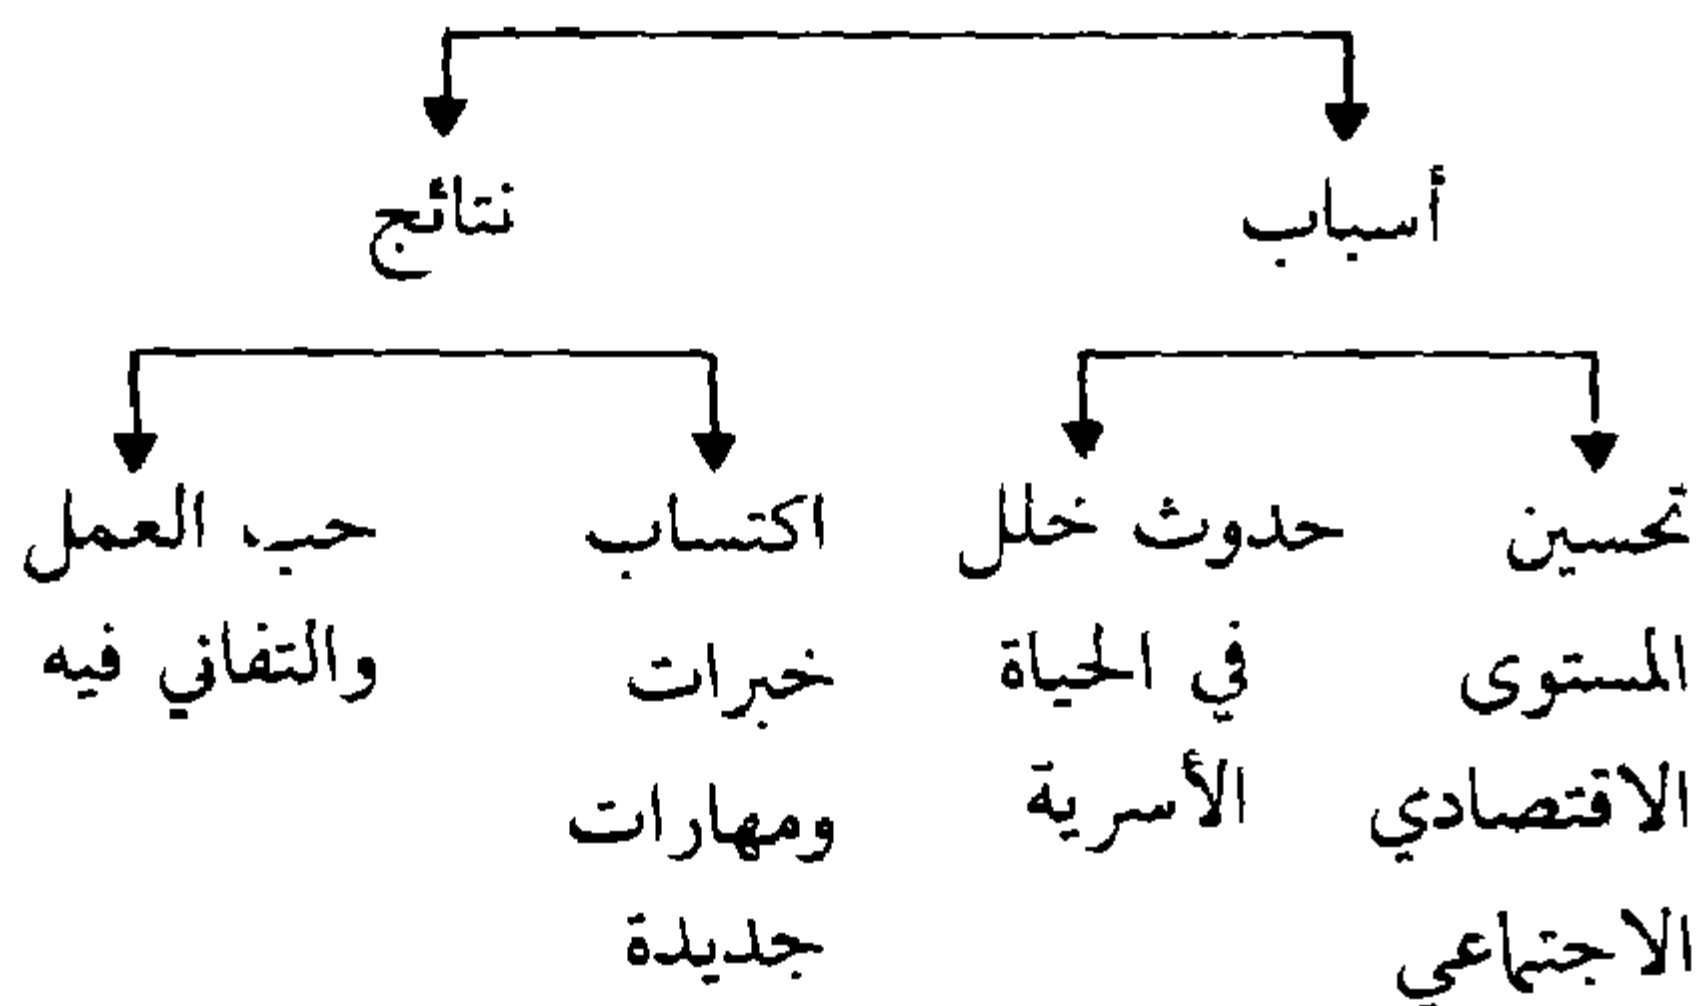 أسباب
نتائج
تحسين
المستوى
الاقتصادي
الاجتماعي
حدوث خلل
في الحياة
الأسرية
اكتساب
خبرات
ومهارات
جديدة
حب العمل
والتفاني فيه